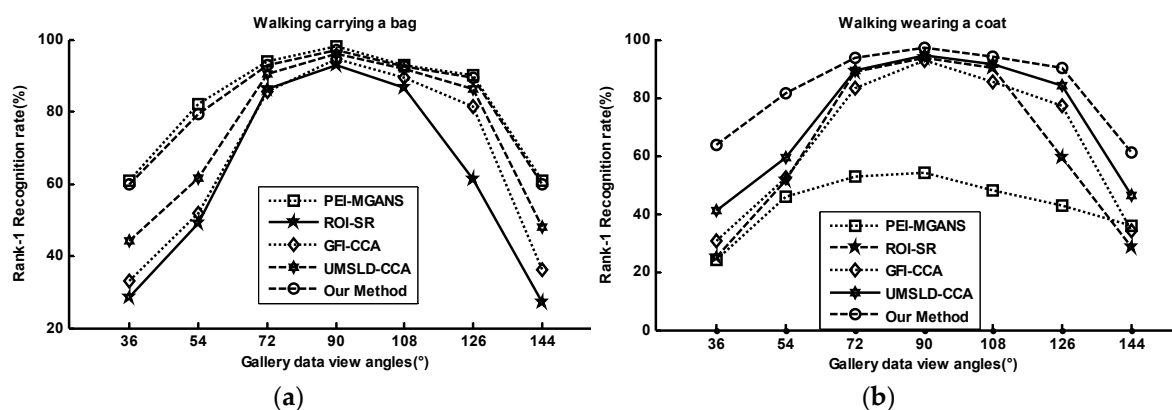 Walking carrying a bag
Rank-1 Recognition rate(%)
100
80
60
40
20
PEI-MGANS
ROI-SR
GFI-CCA
UMSLD-CCA
Our Method
36 54 72 90 108 126 144
Gallery data view angles(°)
(a)
Walking wearing a coat
Rank-1 Recognition rate(%)
100
80
60
40
20
0
PEI-MGANS
ROI-SR
GFI-CCA
UMSLD-CCA
Our Method
36 54 72 90 108 126 144
Gallery data view angles(°)
(b)